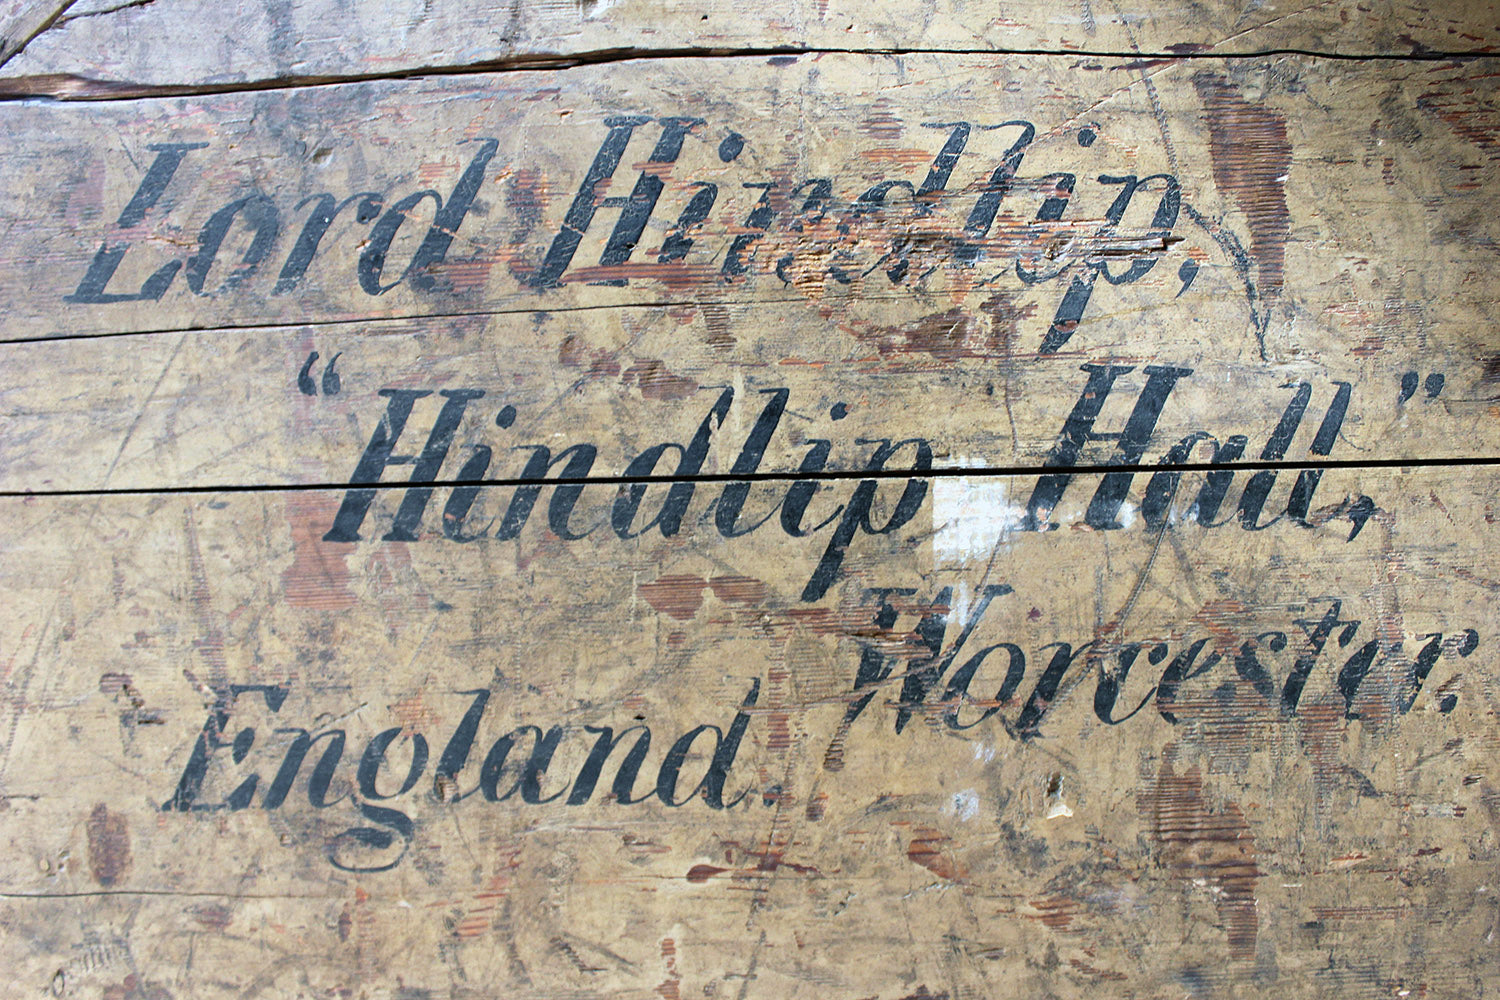 Lord Hindlip,
“Hindlip Hall,”
Worcester.
England.